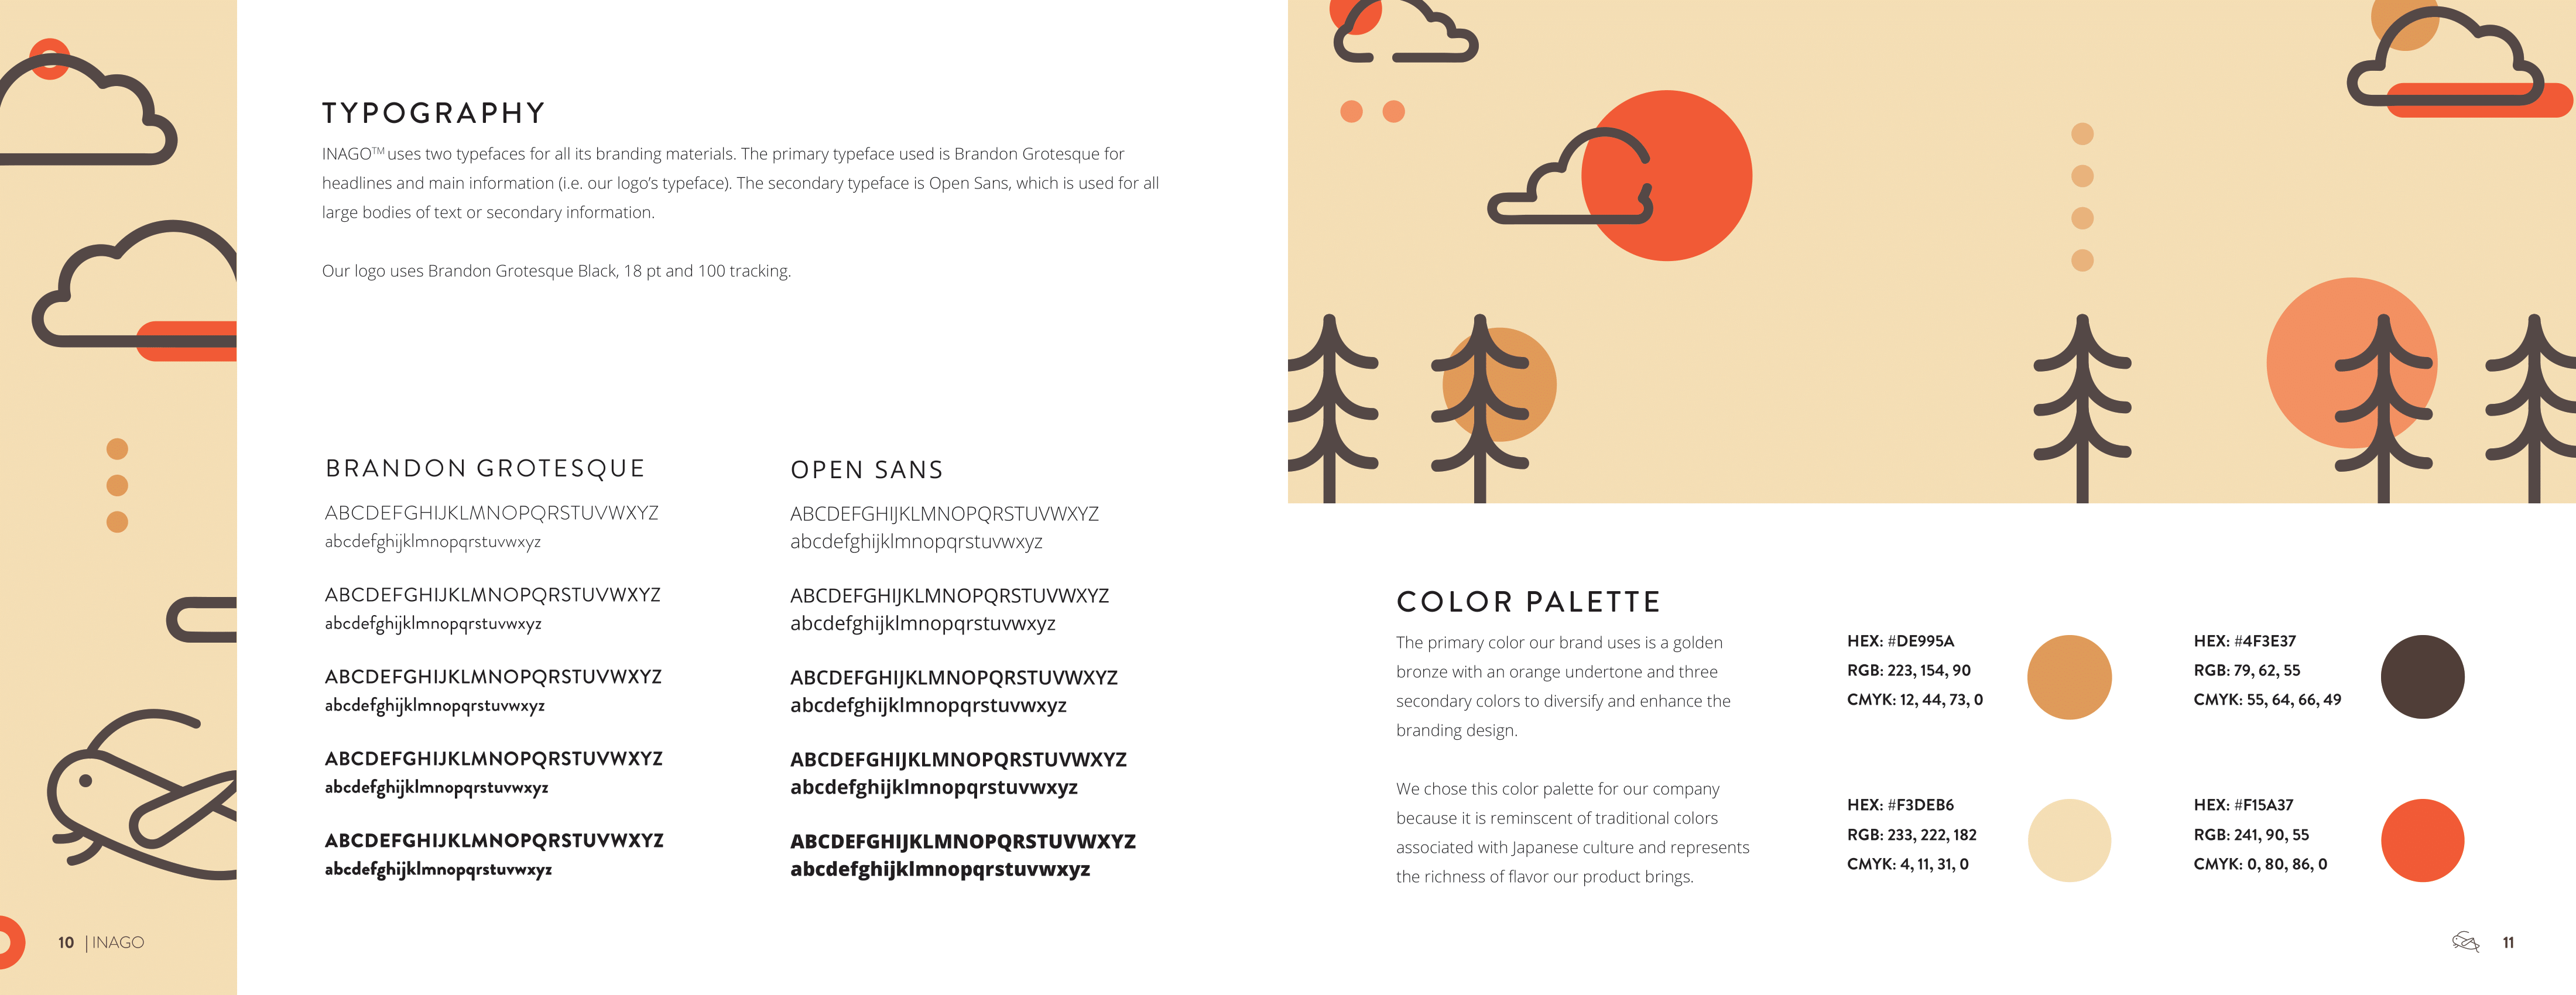 TYPOGRAPHY
INAGO™ uses two typefaces for all its branding materials. The primary typeface used is Brandon Grotesque for
headlines and main information (i.e. our logo’s typeface). The secondary typeface is Open Sans, which is used for all
large bodies of text or secondary information.
Our logo uses Brandon Grotesque Black, 18 pt and 100 tracking.
BRANDON GROTESQUE
ABCDEFGHIJKLMNOPQRSTUVWXYZ
abcdefghijklmnopqrstuvwxyz
ABCDEFGHIJKLMNOPQRSTUVWXYZ
abcdefghijklmnopqrstuvwxyz
ABCDEFGHIJKLMNOPQRSTUVWXYZ
abcdefghijklmnopqrstuvwxyz
ABCDEFGHIJKLMNOPQRSTUVWXYZ
abcdefghijklmnopqrstuvwxyz
ABCDEFGHIJKLMNOPQRSTUVWXYZ
abcdefghijklmnopqrstuvwxyz
OPEN SANS
ABCDEFGHIJKLMNOPQRSTUVWXYZ
abcdefghijklmnopqrstuvwxyz
ABCDEFGHIJKLMNOPQRSTUVWXYZ
abcdefghijklmnopqrstuvwxyz
ABCDEFGHIJKLMNOPQRSTUVWXYZ
abcdefghijklmnopqrstuvwxyz
ABCDEFGHIJKLMNOPQRSTUVWXYZ
abcdefghijklmnopqrstuvwxyz
ABCDEFGHIJKLMNOPQRSTUVWXYZ
abcdefghijklmnopqrstuvwxyz
10 | INAGO
COLOR PALETTE
The primary color our brand uses is a golden
bronze with an orange undertone and three
secondary colors to diversify and enhance the
branding design.
We chose this color palette for our company
because it is reminscent of traditional colors
associated with Japanese culture and represents
the richness of flavor our product brings.
HEX: #DE995A
RGB: 223, 154, 90
CMYK: 12, 44, 73, 0
HEX: #4F3E37
RGB: 79, 62, 55
CMYK: 55, 64, 66, 49
HEX: #F3DEB6
RGB: 233, 222, 182
CMYK: 4, 11, 31, 0
HEX: #F15A37
RGB: 241, 90, 55
CMYK: 0, 80, 86, 0
11